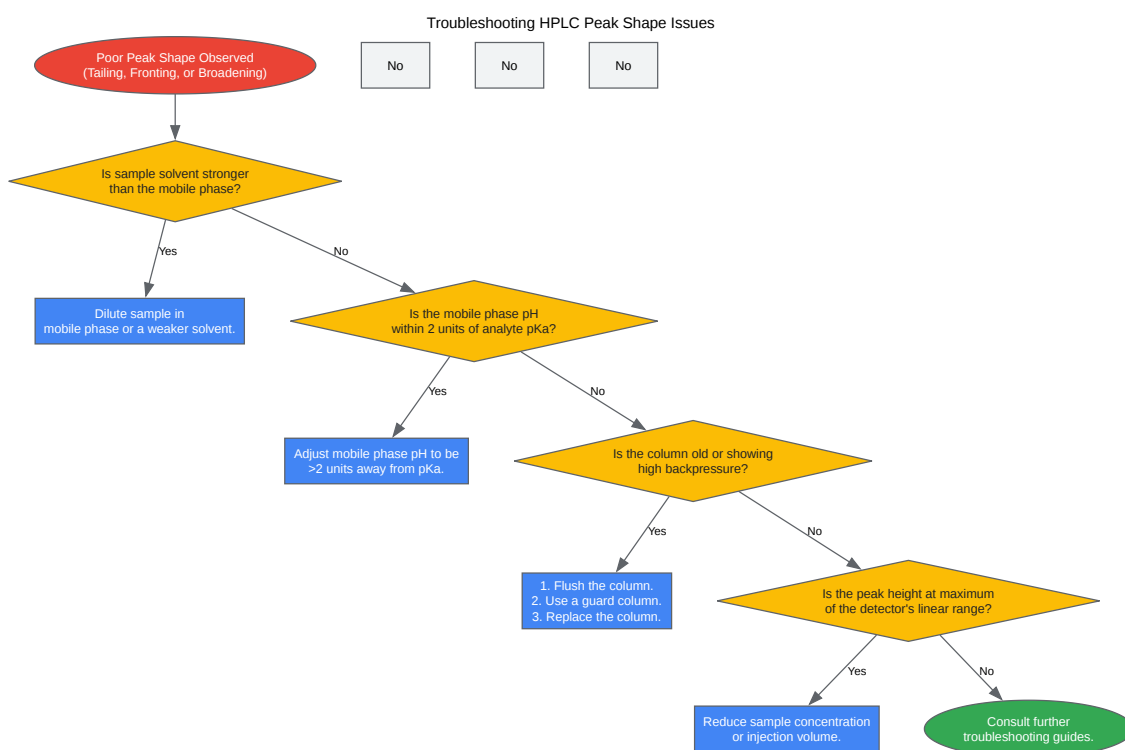 Troubleshooting HPLC Peak Shape Issues
Poor Peak Shape Observed
(Tailing, Fronting, or Broadening)
No
No
No
Is sample solvent stronger
than the mobile phase?
Yes
No
Dilute sample in
mobile phase or a weaker solvent.
Is the mobile phase pH
within 2 units of analyte pKa?
Yes
No
Adjust mobile phase pH to be
>2 units away from pKa.
Is the column old or showing
high backpressure?
Yes
No
1. Flush the column.
2. Use a guard column.
3. Replace the column.
Is the peak height at maximum
of the detector's linear range?
Yes
No
Reduce sample concentration
or injection volume.
Consult further
troubleshooting guides.